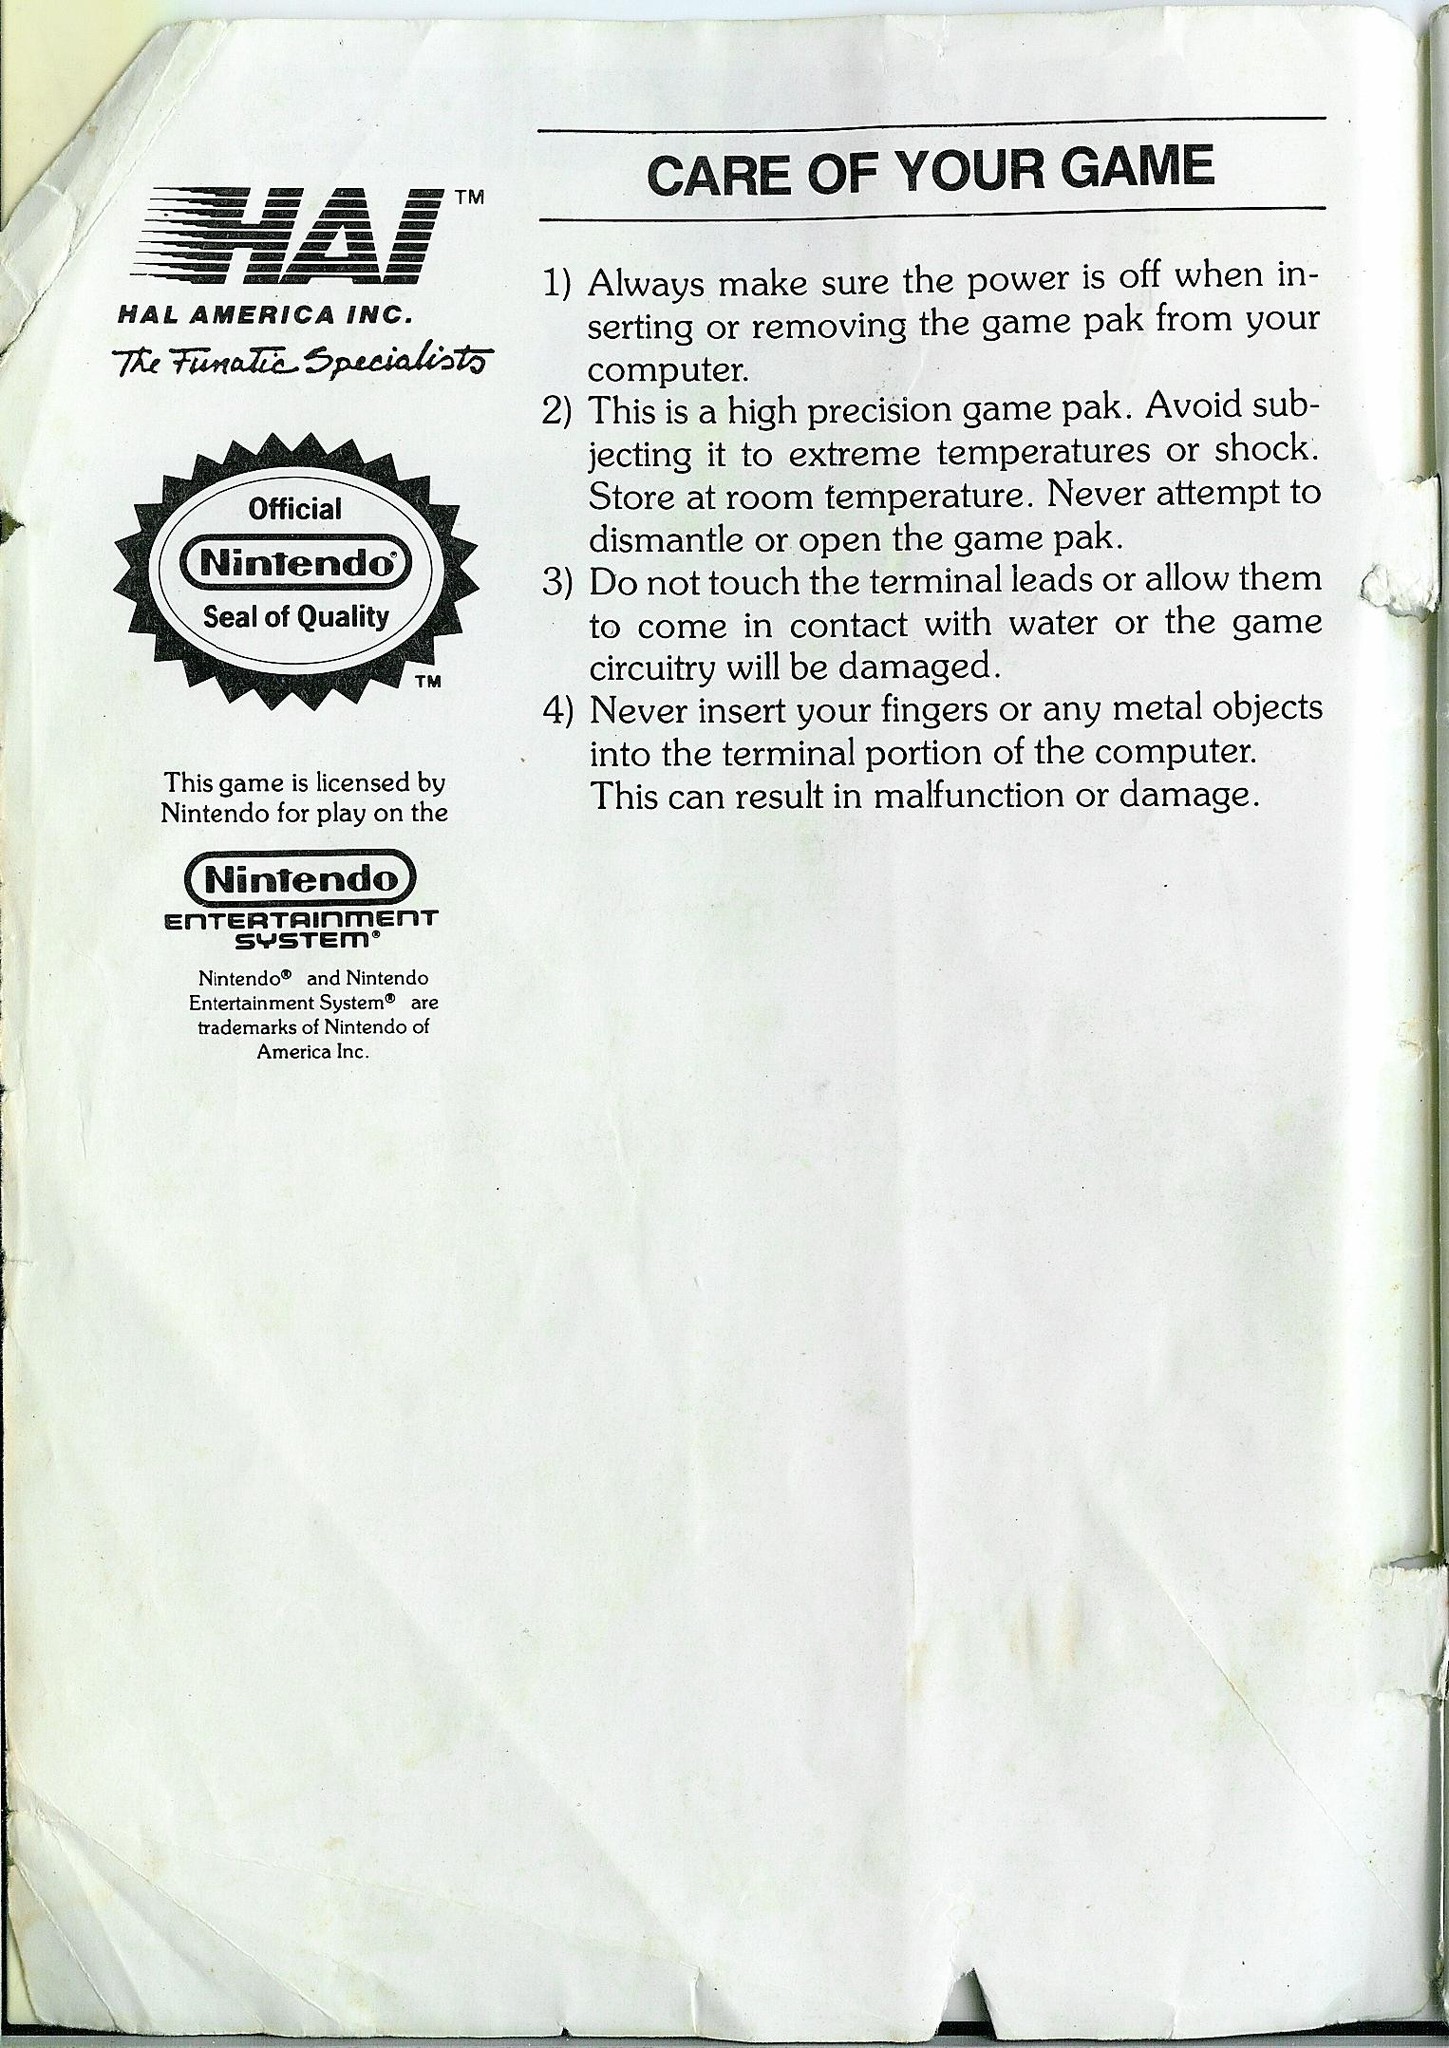 HAL™
HAL AMERICA INC.
The Funatic Specialists
Official
Nintendo®
Seal of Quality
TM
This game is licensed by
Nintendo for play on the
Nintendo
ENTERTAINMENT
SYSTEM®
Nintendo® and Nintendo
Entertainment System® are
trademarks of Nintendo of
America Inc.
CARE OF YOUR GAME
1) Always make sure the power is off when in-
serting or removing the game pak from your
computer.
2) This is a high precision game pak. Avoid sub-
jecting it to extreme temperatures or shock.
Store at room temperature. Never attempt to
dismantle or open the game pak.
3) Do not touch the terminal leads or allow them
to come in contact with water or the game
circuitry will be damaged.
4) Never insert your fingers or any metal objects
into the terminal portion of the computer.
This can result in malfunction or damage.